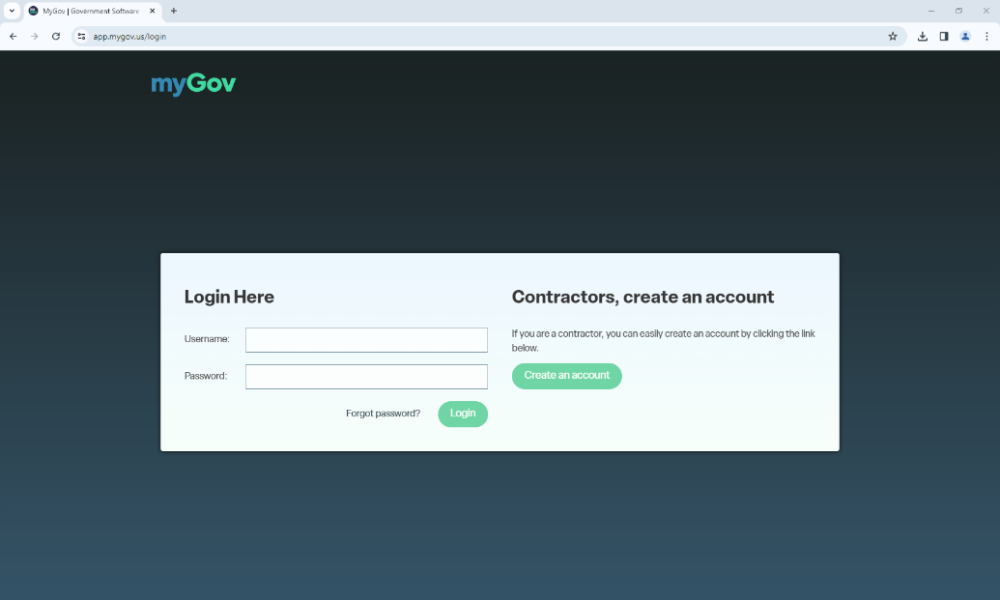 MyGov | Government Software
app.mygov.us/login
myGov
Login Here
Username:
Password:
Forgot password?
Login
Contractors, create an account
If you are a contractor, you can easily create an account by clicking the link
below.
Create an account